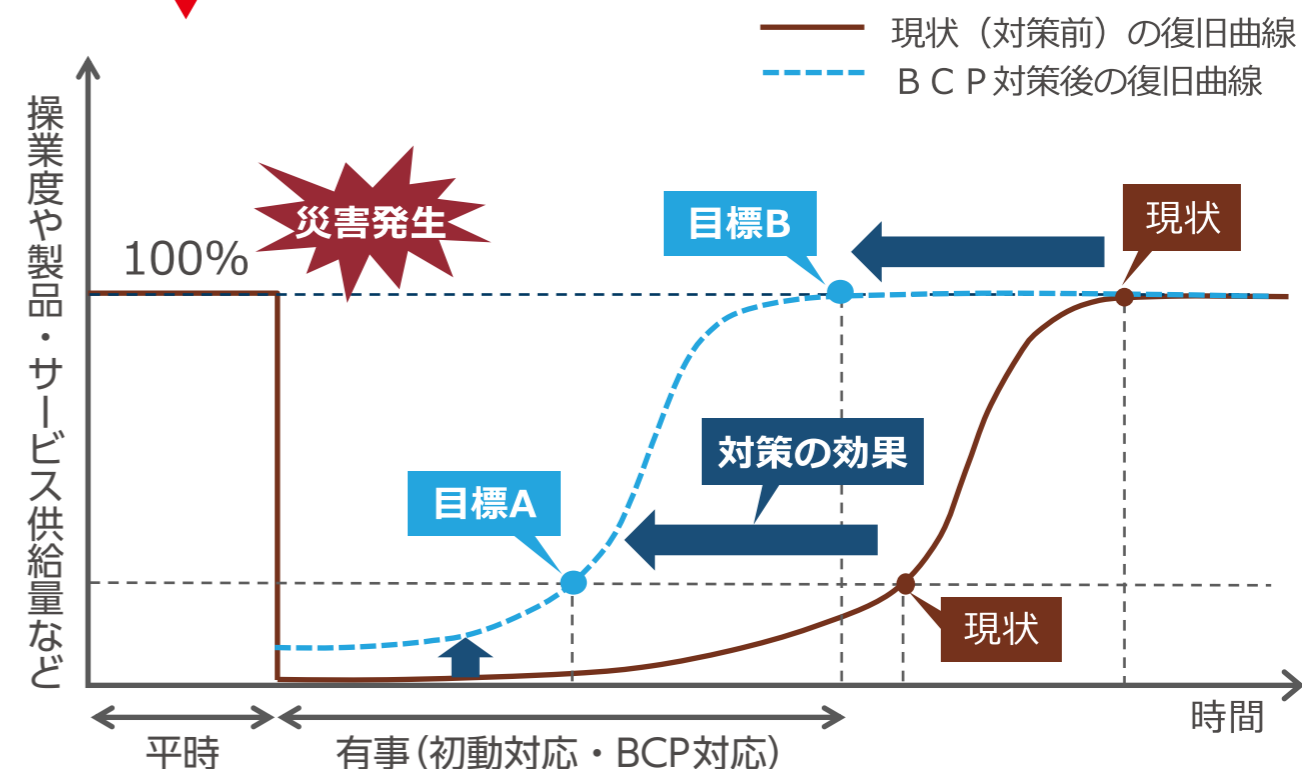 現状（対策前）の復旧曲線
ＢＣＰ対策後の復旧曲線
操業度や製品・サービス供給量など
災害発生
100%
目標B
現状
対策の効果
目標A
現状
時間
平時
有事（初動対応・BCP対応）